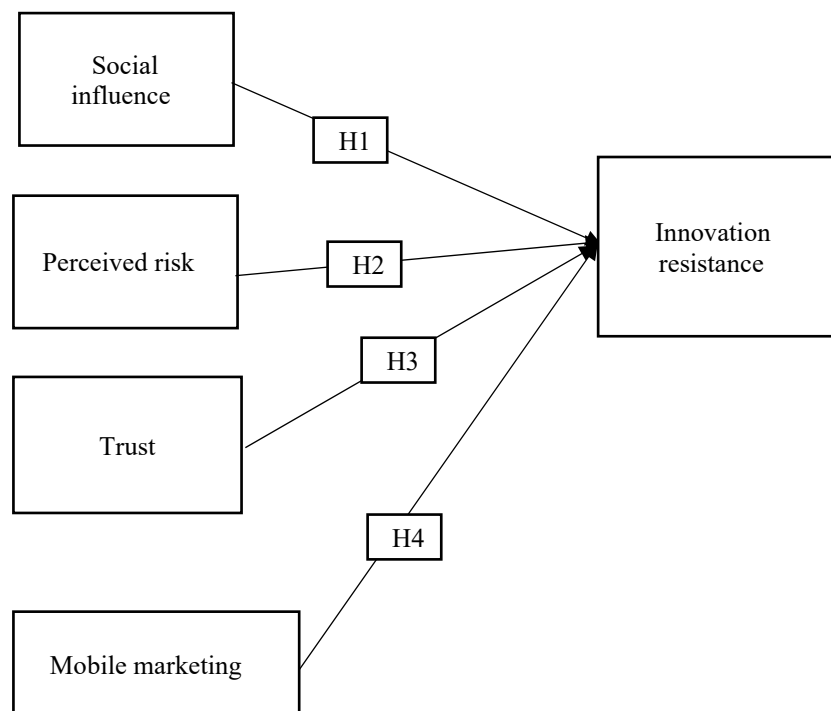 Social
influence
H1
Innovation
resistance
Perceived risk
H2
H3
Trust
H4
Mobile marketing